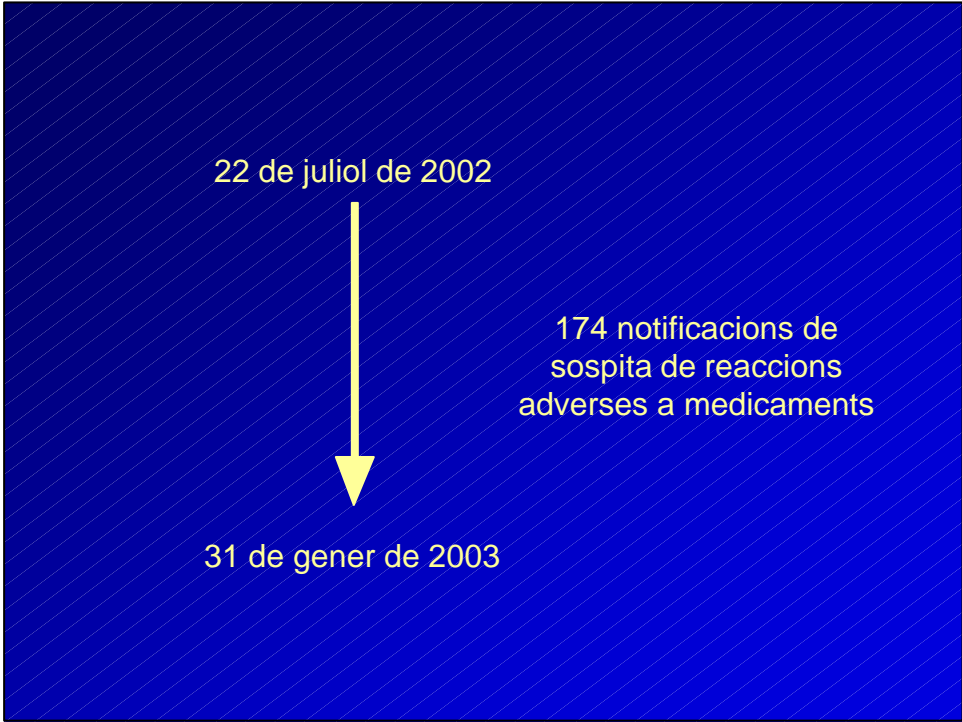 22 de juliol de 2002
174 notificacions de
sospita de reaccions
adverses a medicaments
31 de gener de 2003